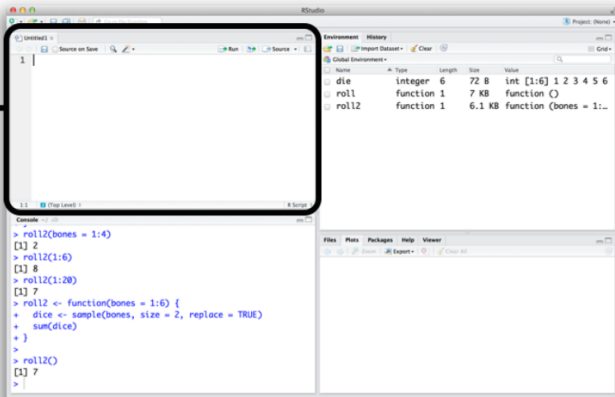 RStudio
Project: (None)
Untitled1
Source on Save
Run
Source
1
1:1
(Top Level)
R Script
Console ~/
> roll2(bones = 1:4)
[1] 2
> roll2(1:6)
[1] 8
> roll2(1:20)
[1] 7
> roll2 <- function(bones = 1:6) {
+   dice <- sample(bones, size = 2, replace = TRUE)
+   sum(dice)
+ }
>
> roll2()
[1] 7
>
Environment History
Import Dataset Clear Grid
Global Environment
Name Type Length Size Value
die integer 6 72 B int [1:6] 1 2 3 4 5 6
roll function 1 7 KB function ()
roll2 function 1 6.1 KB function (bones = 1:…
Files Plots Packages Help Viewer
Zoom Export Clear All